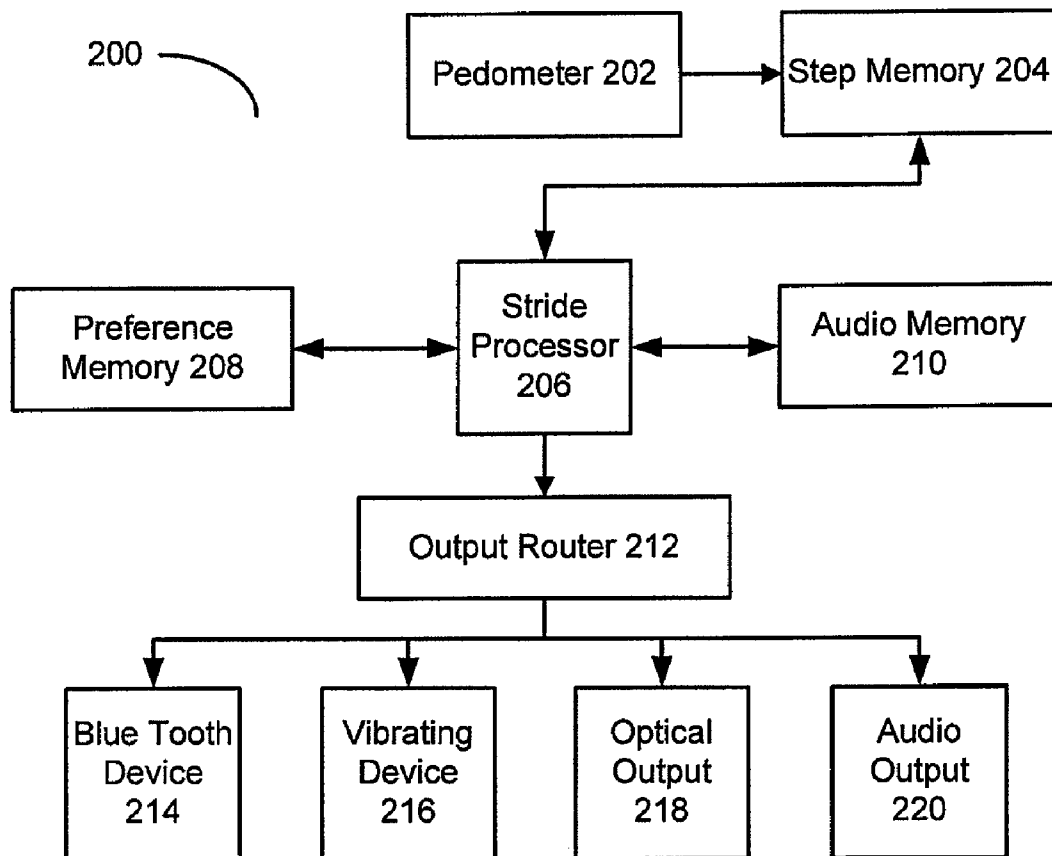 200
Pedometer 202
Step Memory 204
Preference
Memory 208
Stride
Processor
206
Audio Memory
210
Output Router 212
Blue Tooth
Device
214
Vibrating
Device
216
Optical
Output
218
Audio
Output
220